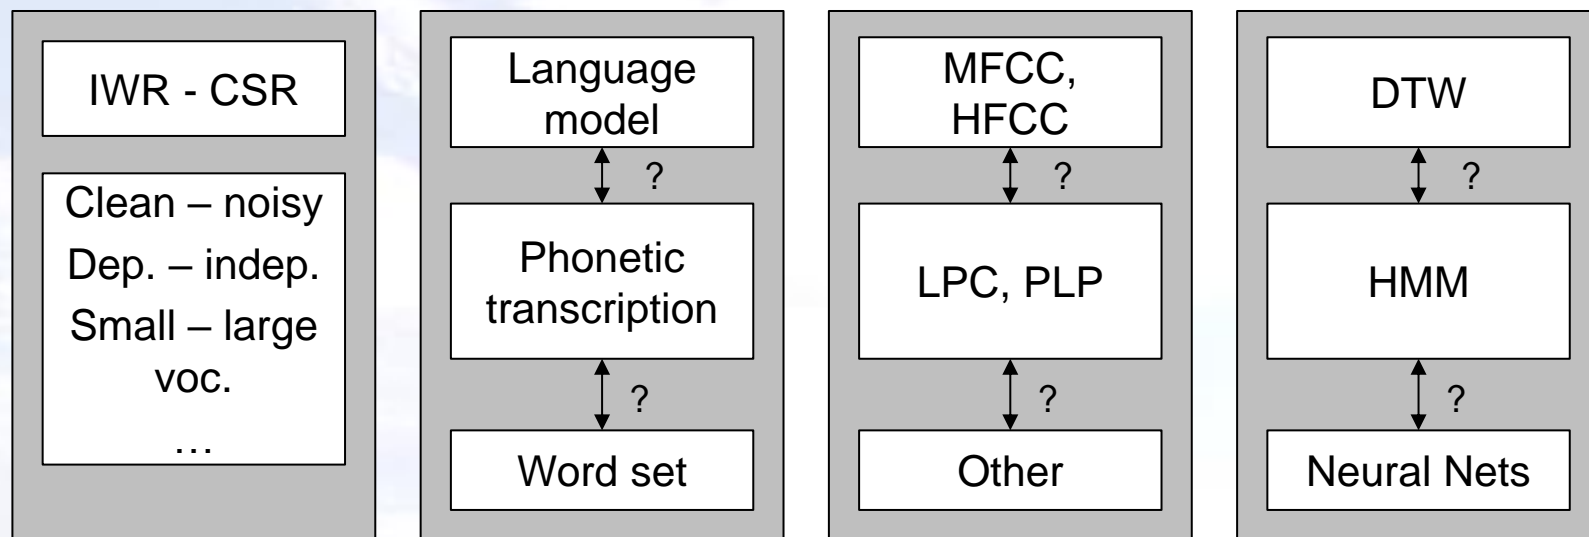 IWR - CSR
Clean – noisy
Dep. – indep.
Small – large
voc.
…
Language
model
?
Phonetic
transcription
?
Word set
MFCC,
HFCC
?
LPC, PLP
?
Other
DTW
?
HMM
?
Neural Nets